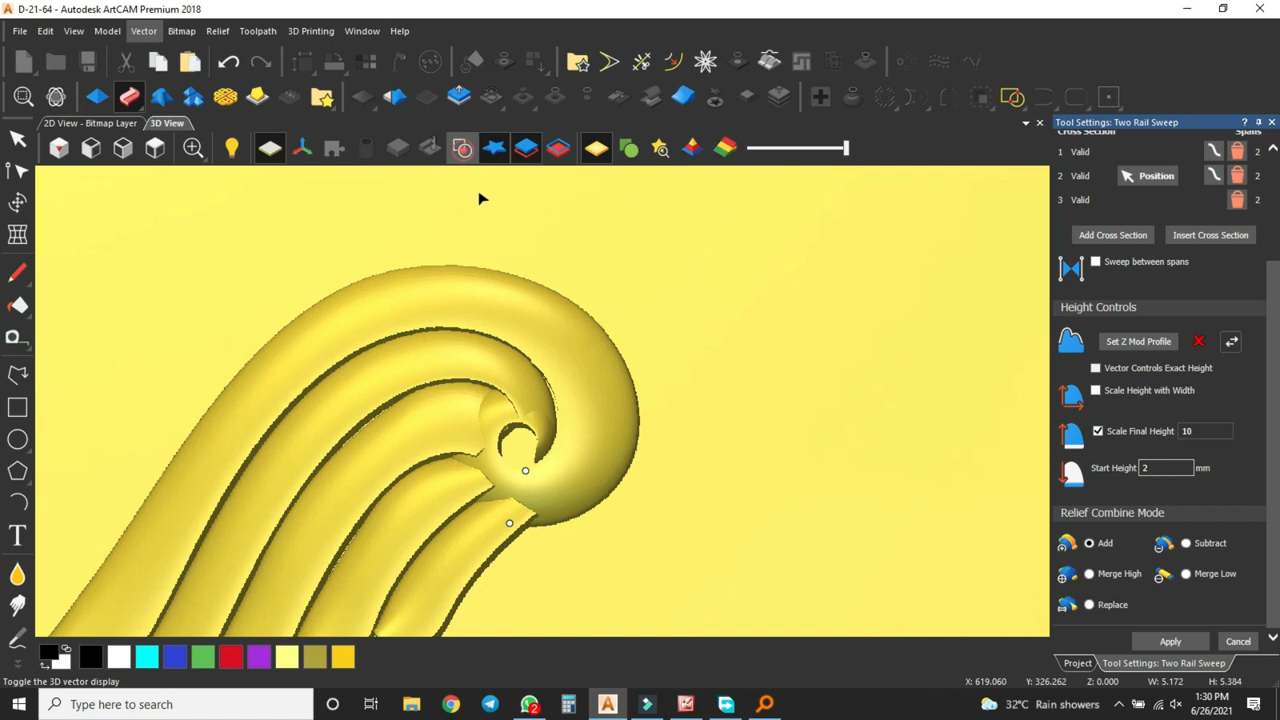 D-21-64 - Autodesk ArtCAM Premium 2018
File Edit View Model Vector Bitmap Relief Toolpath 3D Printing Window Help
2D View - Bitmap Layer 3D View
Tool Settings: Two Rail Sweep
Cross Section Spans
1 Valid 2
2 Valid Position 2
3 Valid 2
Add Cross Section Insert Cross Section
Sweep between spans
Height Controls
Set Z Mod Profile
Vector Controls Exact Height
Scale Height with Width
Scale Final Height 10
Start Height 2 mm
Relief Combine Mode
Add Subtract
Merge High Merge Low
Replace
Apply Cancel
Project Tool Settings: Two Rail Sweep
Toggle the 3D vector display
X: 619.060 Y: 326.262 Z: 0.000 W: 5.172 H: 5.384
Type here to search
2
32°C Rain showers
1:30 PM
6/26/2021
3